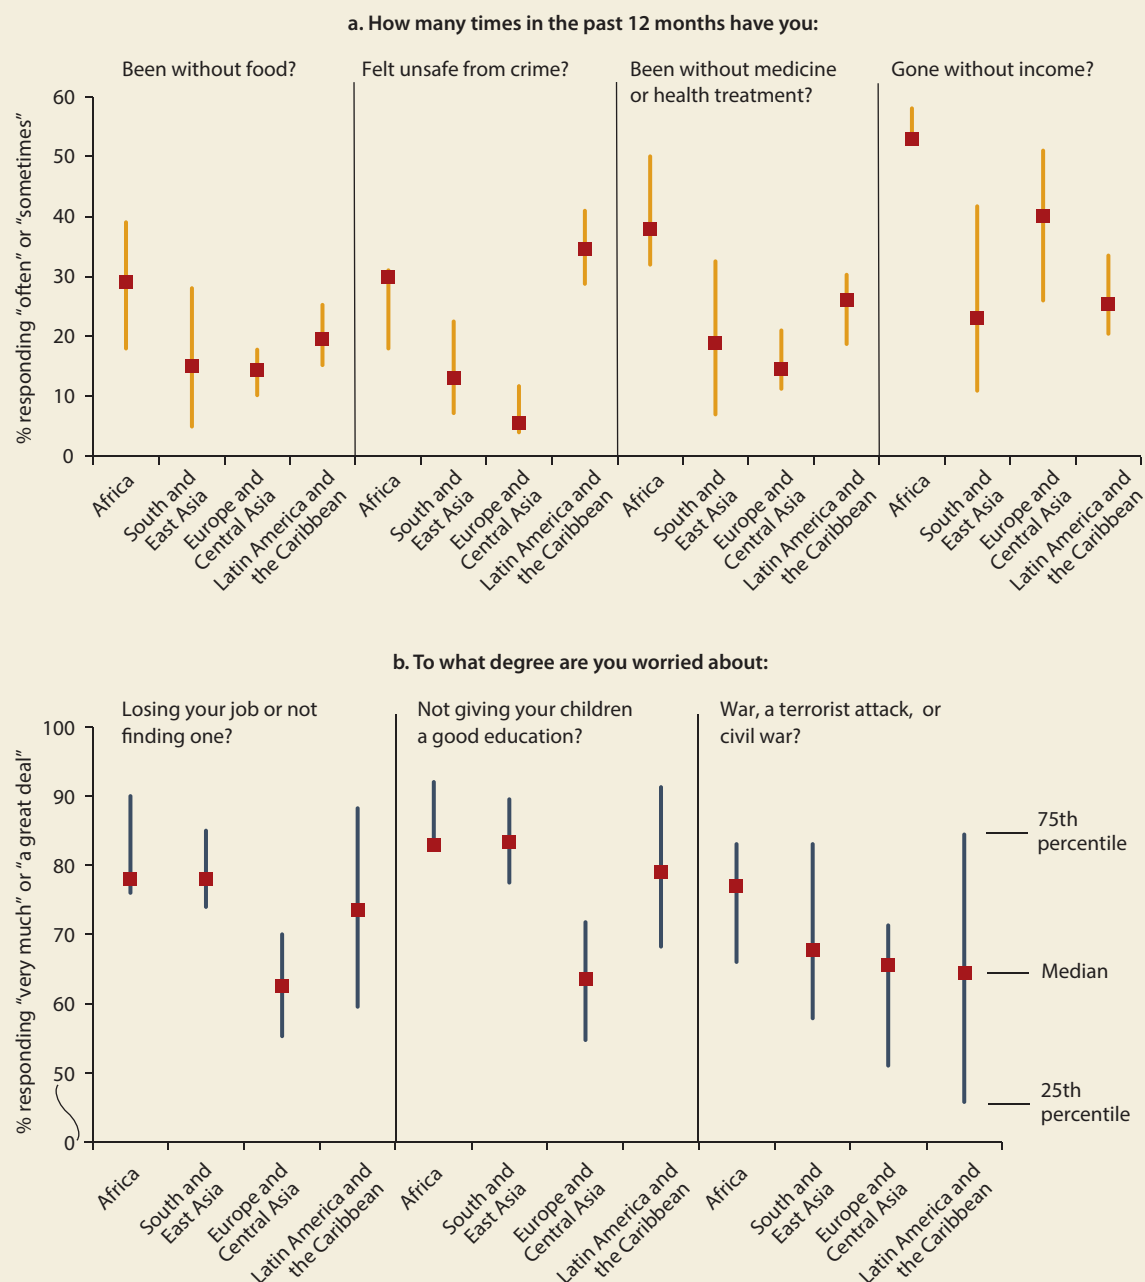 a. How many times in the past 12 months have you:
Been without food?
Felt unsafe from crime?
Been without medicine
or health treatment?
Gone without income?
% responding “often” or “sometimes”
60
50
40
30
20
10
0
Africa
South and
East Asia
Europe and
Central Asia
Latin America and
the Caribbean
Africa
South and
East Asia
Europe and
Central Asia
Latin America and
the Caribbean
Africa
South and
East Asia
Europe and
Central Asia
Latin America and
the Caribbean
Africa
South and
East Asia
Europe and
Central Asia
Latin America and
the Caribbean
b. To what degree are you worried about:
Losing your job or not
finding one?
Not giving your children
a good education?
War, a terrorist attack, or
civil war?
% responding “very much” or “a great deal”
100
90
80
70
60
50
0
75th
percentile
Median
25th
percentile
Africa
South and
East Asia
Europe and
Central Asia
Latin America and
the Caribbean
Africa
South and
East Asia
Europe and
Central Asia
Latin America and
the Caribbean
Africa
South and
East Asia
Europe and
Central Asia
Latin America and
the Caribbean